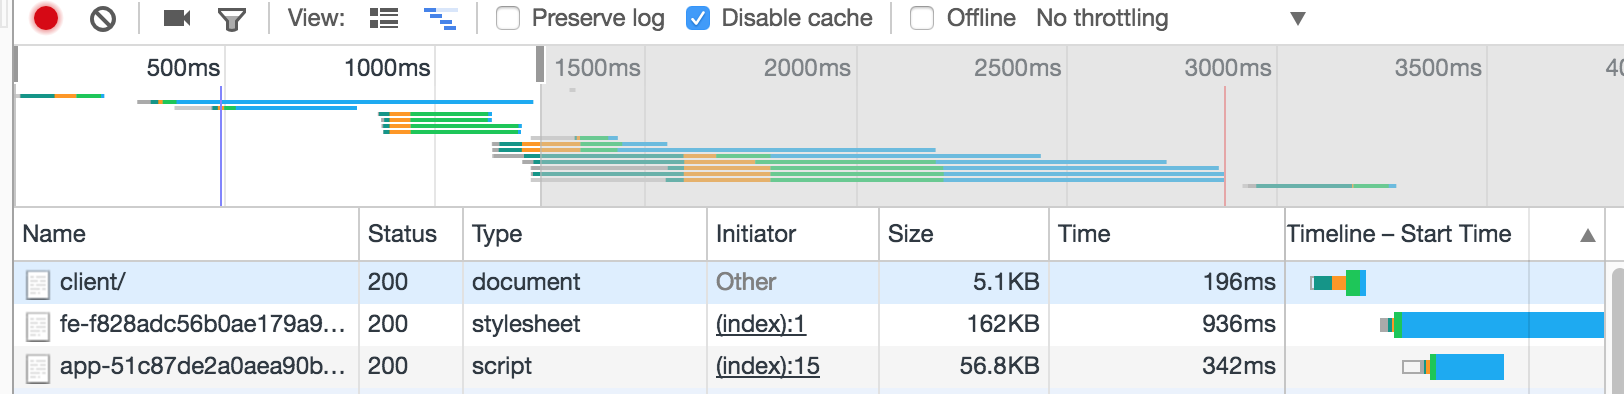 View: Preserve log Disable cache Offline No throttling ▼
500ms 1000ms 1500ms 2000ms 2500ms 3000ms 3500ms 40
Name Status Type Initiator Size Time Timeline – Start Time ▲
client/ 200 document Other 5.1KB 196ms
fe-f828adc56b0ae179a9... 200 stylesheet (index):1 162KB 936ms
app-51c87de2a0aea90b... 200 script (index):15 56.8KB 342ms